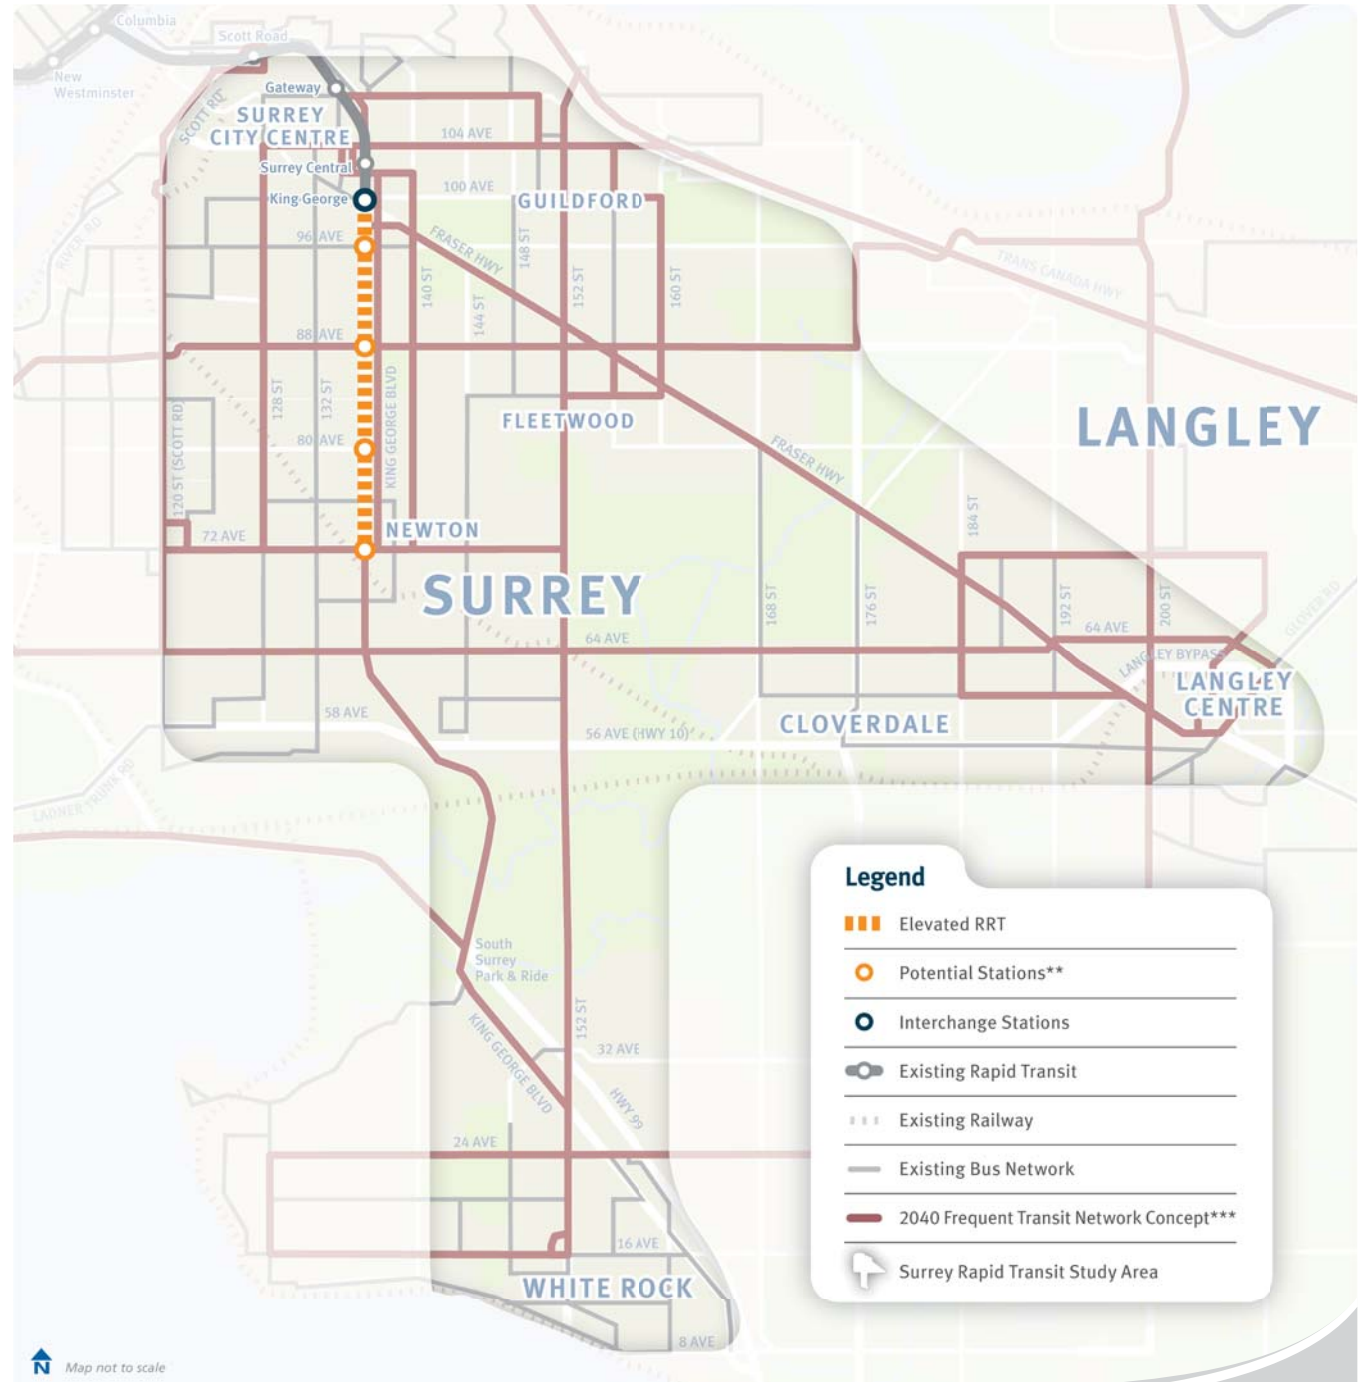 Columbia
Scott Road
New
Westminster
Gateway
SCOTT RD
SURREY
CITY CENTRE
104 AVE
Surrey Central
100 AVE
King George
GUILDFORD
RIVER RD
96 AVE
FRASER HWY
148 ST
TRANS CANADA HWY
140 ST
144 ST
152 ST
160 ST
88 AVE
128 ST
132 ST
KING GEORGE BLVD
120 ST (SCOTT RD)
FLEETWOOD
LANGLEY
80 AVE
FRASER HWY
72 AVE
NEWTON
184 ST
SURREY
168 ST
176 ST
192 ST
200 ST
GLOVER RD
64 AVE
64 AVE
LANGLEY BYPASS
LANGLEY
CENTRE
58 AVE
56 AVE (HWY 10)
CLOVERDALE
LADNER TRUNK RD
South
Surrey
Park & Ride
KING GEORGE BLVD
152 ST
32 AVE
HWY 99
24 AVE
16 AVE
WHITE ROCK
8 AVE
Legend
Elevated RRT
Potential Stations**
Interchange Stations
Existing Rapid Transit
Existing Railway
Existing Bus Network
2040 Frequent Transit Network Concept***
Surrey Rapid Transit Study Area
N
Map not to scale